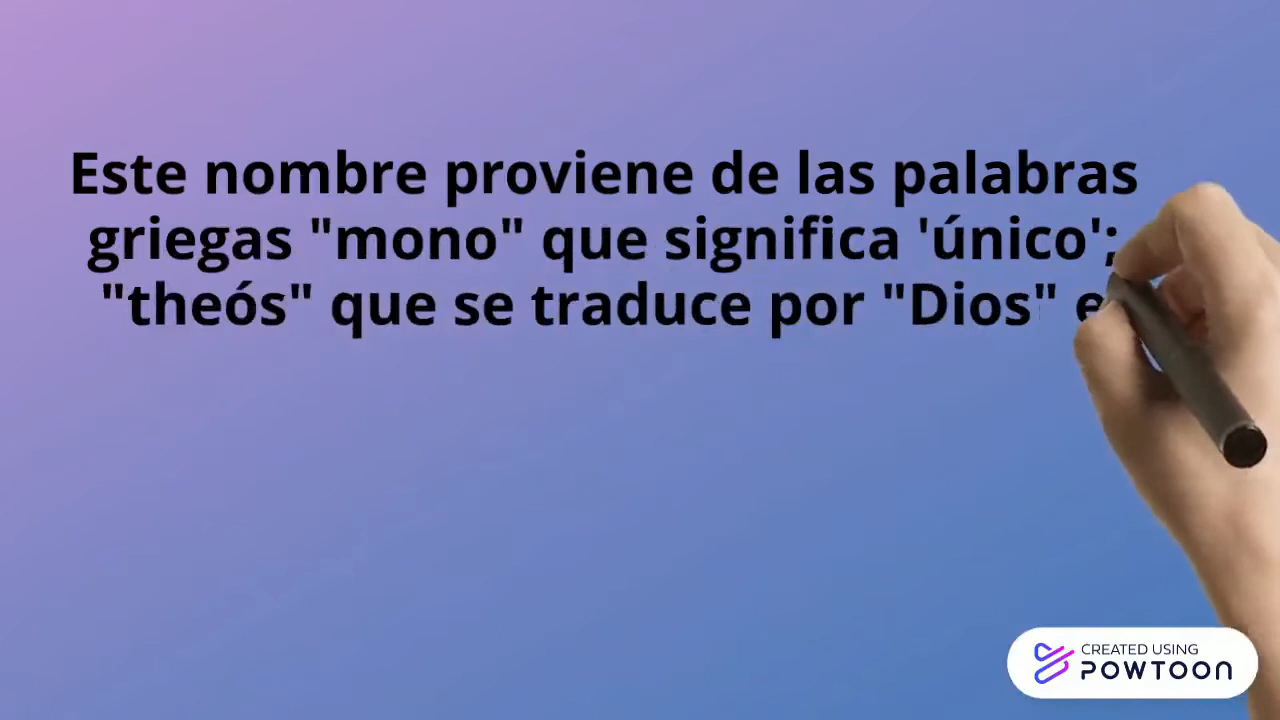 Este nombre proviene de las palabras
griegas "mono" que significa 'único';
"theós" que se traduce por "Dios" e
CREATED USING
POWTOON